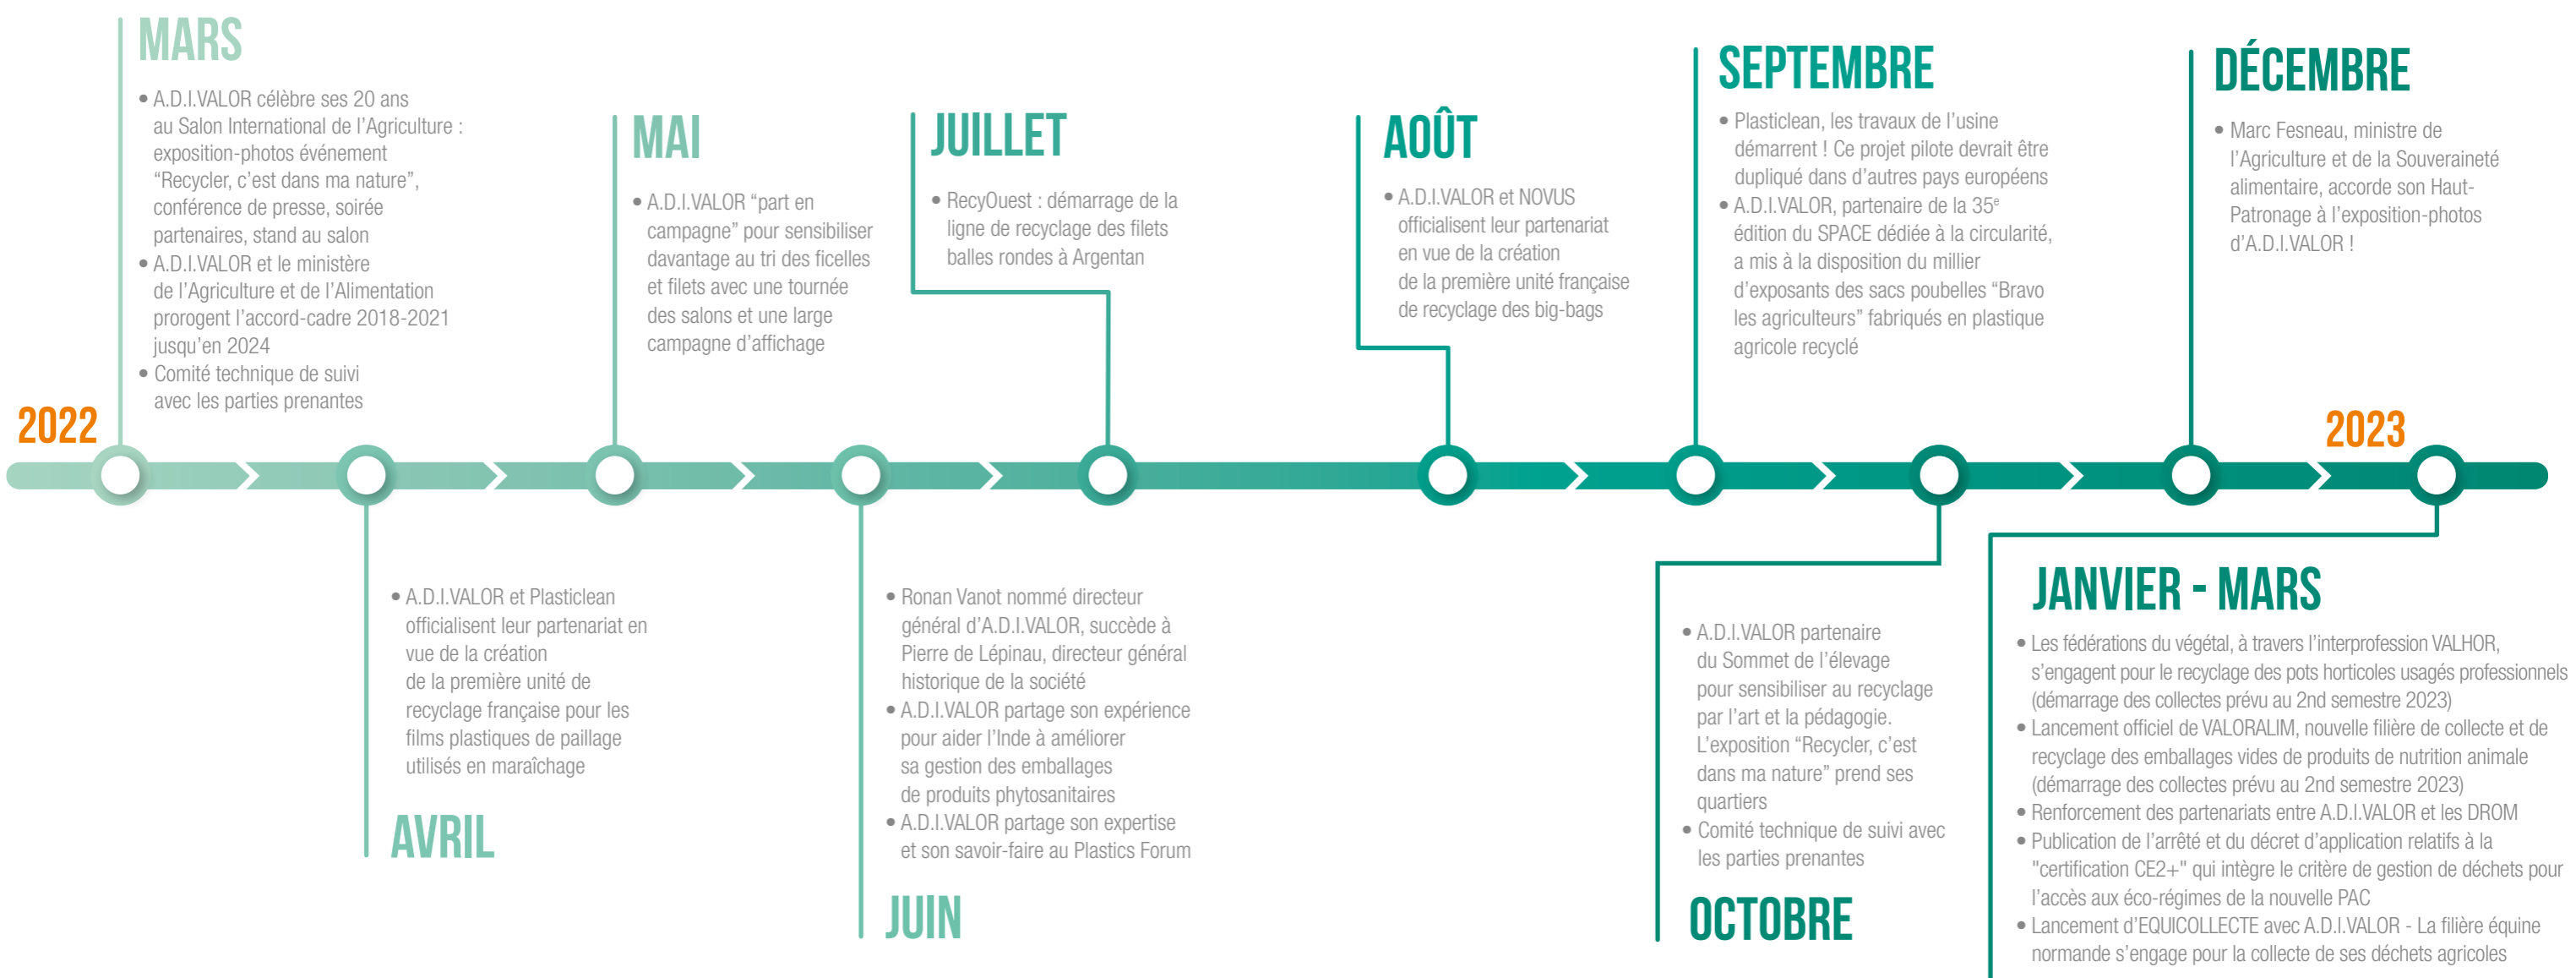 2022
MARS
• A.D.I.VALOR célèbre ses 20 ans
au Salon International de l’Agriculture :
exposition-photos événement
“Recycler, c’est dans ma nature”,
conférence de presse, soirée
partenaires, stand au salon
• A.D.I.VALOR et le ministère
de l’Agriculture et de l’Alimentation
prorogent l’accord-cadre 2018-2021
jusqu’en 2024
• Comité technique de suivi
avec les parties prenantes
• A.D.I.VALOR et Plasticlean
officialisent leur partenariat en
vue de la création
de la première unité de
recyclage française pour les
films plastiques de paillage
utilisés en maraîchage
AVRIL
MAI
• A.D.I.VALOR “part en
campagne” pour sensibiliser
davantage au tri des ficelles
et filets avec une tournée
des salons et une large
campagne d’affichage
• Ronan Vanot nommé directeur
général d’A.D.I.VALOR, succède à
Pierre de Lépinau, directeur général
historique de la société
• A.D.I.VALOR partage son expérience
pour aider l’Inde à améliorer
sa gestion des emballages
de produits phytosanitaires
• A.D.I.VALOR partage son expertise
et son savoir-faire au Plastics Forum
JUIN
JUILLET
• RecyOuest : démarrage de la
ligne de recyclage des filets
balles rondes à Argentan
AOÛT
• A.D.I.VALOR et NOVUS
officialisent leur partenariat
en vue de la création
de la première unité française
de recyclage des big-bags
SEPTEMBRE
• Plasticlean, les travaux de l’usine
démarrent ! Ce projet pilote devrait être
dupliqué dans d’autres pays européens
• A.D.I.VALOR, partenaire de la 35e
édition du SPACE dédiée à la circularité,
a mis à la disposition du millier
d’exposants des sacs poubelles “Bravo
les agriculteurs” fabriqués en plastique
agricole recyclé
• A.D.I.VALOR partenaire
du Sommet de l’élevage
pour sensibiliser au recyclage
par l’art et la pédagogie.
L’exposition “Recycler, c’est
dans ma nature” prend ses
quartiers
• Comité technique de suivi avec
les parties prenantes
OCTOBRE
DÉCEMBRE
• Marc Fesneau, ministre de
l’Agriculture et de la Souveraineté
alimentaire, accorde son Haut-
Patronage à l’exposition-photos
d’A.D.I.VALOR !
2023
JANVIER - MARS
• Les fédérations du végétal, à travers l’interprofession VALHOR,
s’engagent pour le recyclage des pots horticoles usagés professionnels
(démarrage des collectes prévu au 2nd semestre 2023)
• Lancement officiel de VALORALIM, nouvelle filière de collecte et de
recyclage des emballages vides de produits de nutrition animale
(démarrage des collectes prévu au 2nd semestre 2023)
• Renforcement des partenariats entre A.D.I.VALOR et les DROM
• Publication de l’arrêté et du décret d’application relatifs à la
"certification CE2+" qui intègre le critère de gestion de déchets pour
l’accès aux éco-régimes de la nouvelle PAC
• Lancement d’EQUICOLLECTE avec A.D.I.VALOR - La filière équine
normande s’engage pour la collecte de ses déchets agricoles